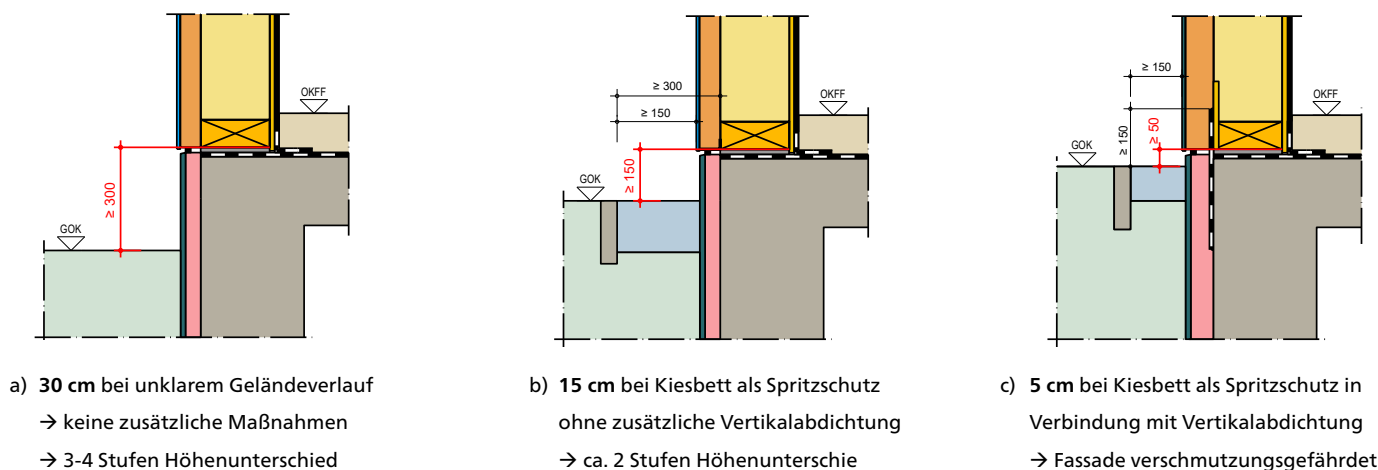 OKFF
≥ 300
GOK
a) 30 cm bei unklarem Geländeverlauf
→ keine zusätzliche Maßnahmen
→ 3-4 Stufen Höhenunterschied
≥ 300
≥ 150
OKFF
≥ 150
GOK
b) 15 cm bei Kiesbett als Spritzschutz
ohne zusätzliche Vertikalabdichtung
→ ca. 2 Stufen Höhenunterschie
≥ 150
OKFF
≥ 150
≥ 50
GOK
c) 5 cm bei Kiesbett als Spritzschutz in
Verbindung mit Vertikalabdichtung
→ Fassade verschmutzungsgefährdet